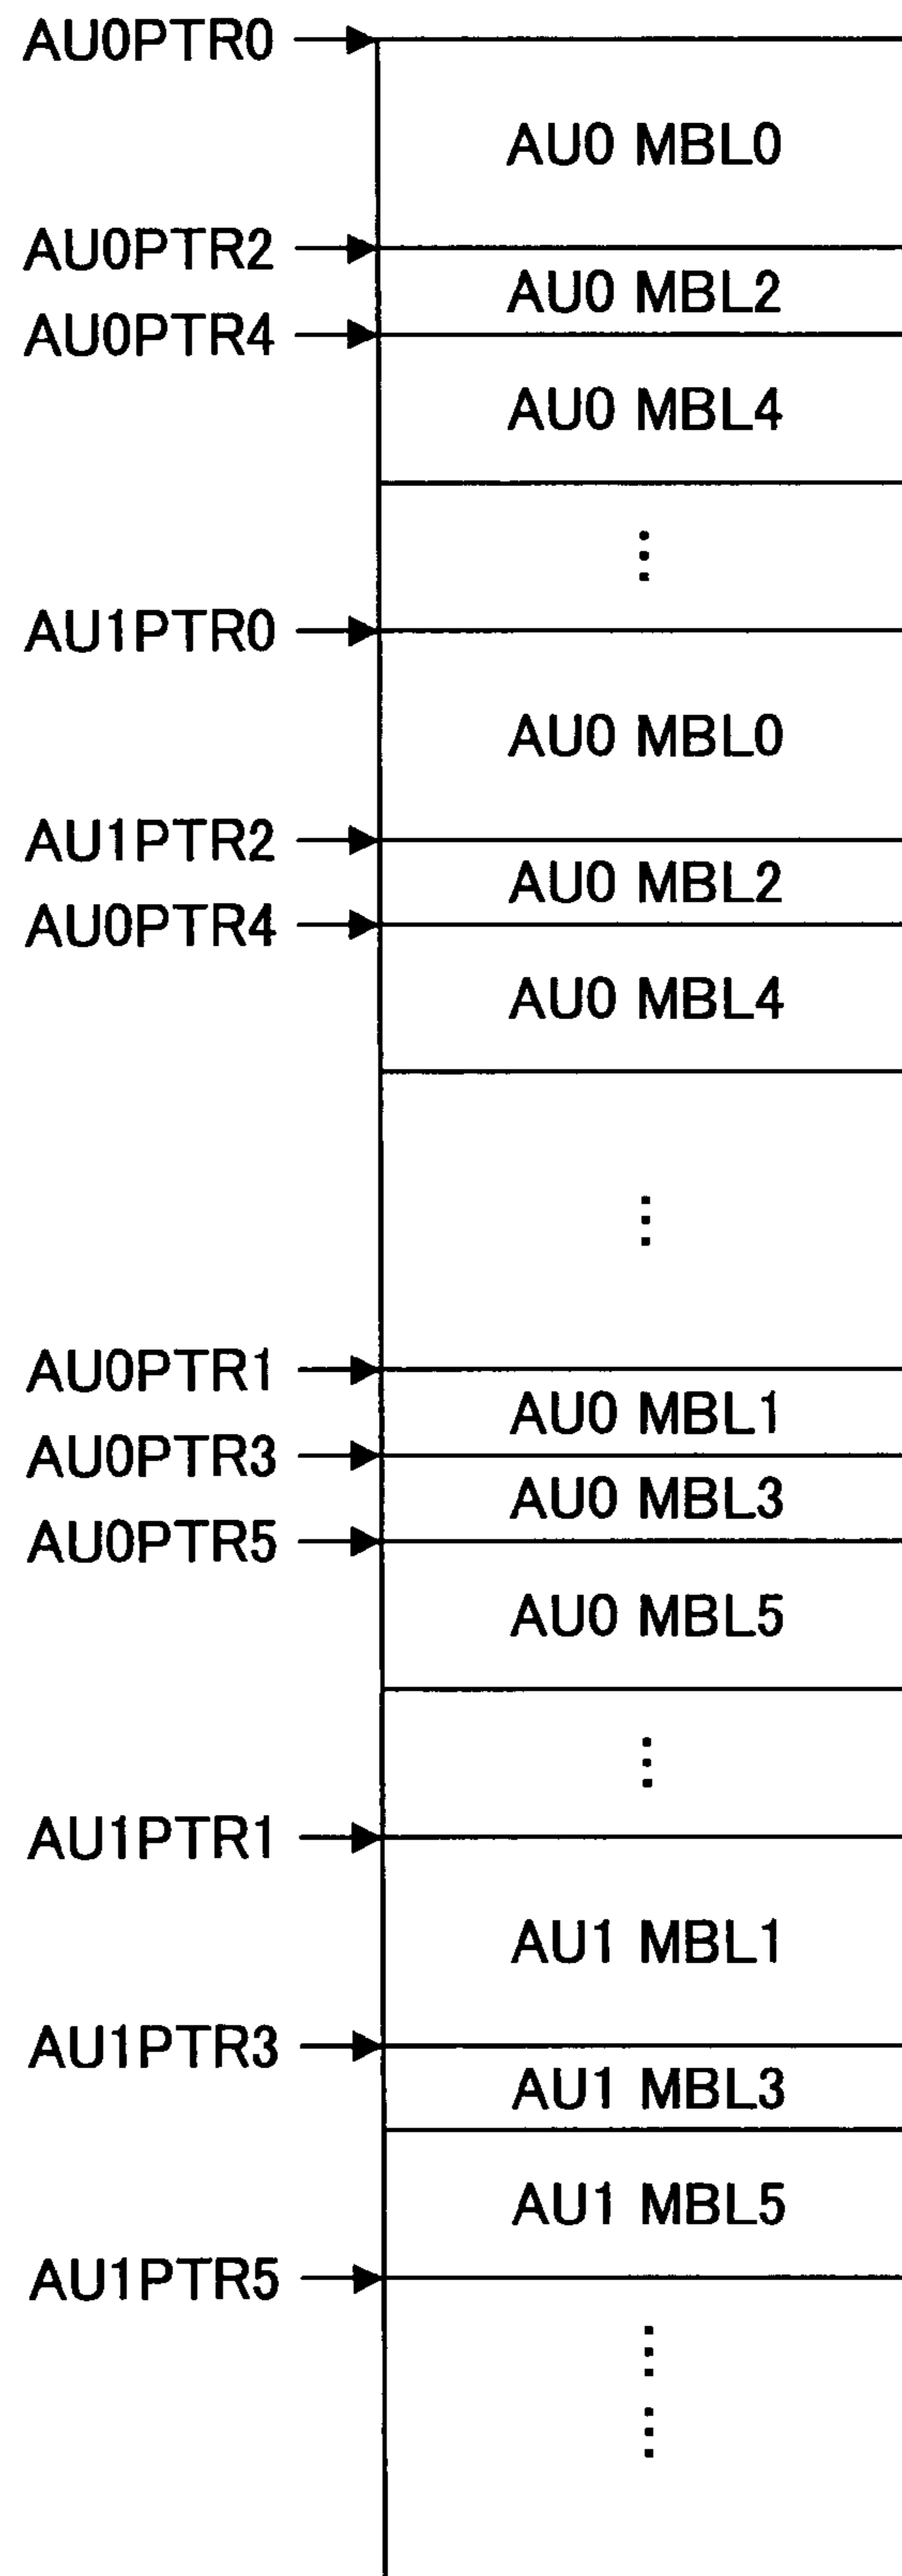 AU0PTR0
AU0 MBL0
AU0PTR2
AU0 MBL2
AU0PTR4
AU0 MBL4
AU1PTR0
AU0 MBL0
AU1PTR2
AU0 MBL2
AU0PTR4
AU0 MBL4
AU0PTR1
AU0 MBL1
AU0PTR3
AU0 MBL3
AU0PTR5
AU0 MBL5
AU1PTR1
AU1 MBL1
AU1PTR3
AU1 MBL3
AU1 MBL5
AU1PTR5